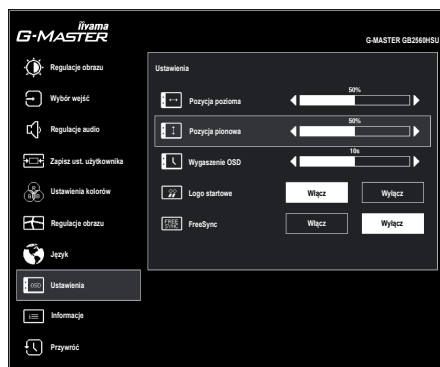 iiyama
G-MASTER
G-MASTER GB2560HSU
Regulacje obrazu
Wybór wejść
Regulacje audio
Zapisz ust. użytkownika
Ustawienia kolorów
Regulacje obrazu
Język
OSD Ustawienia
Informacje
Przywróć
Ustawienia
Pozycja pozioma
50%
Pozycja pionowa
50%
Wygaszenie OSD
10s
Logo startowe
Włącz
Wyłącz
FREE SYNC
FreeSync
Włącz
Wyłącz